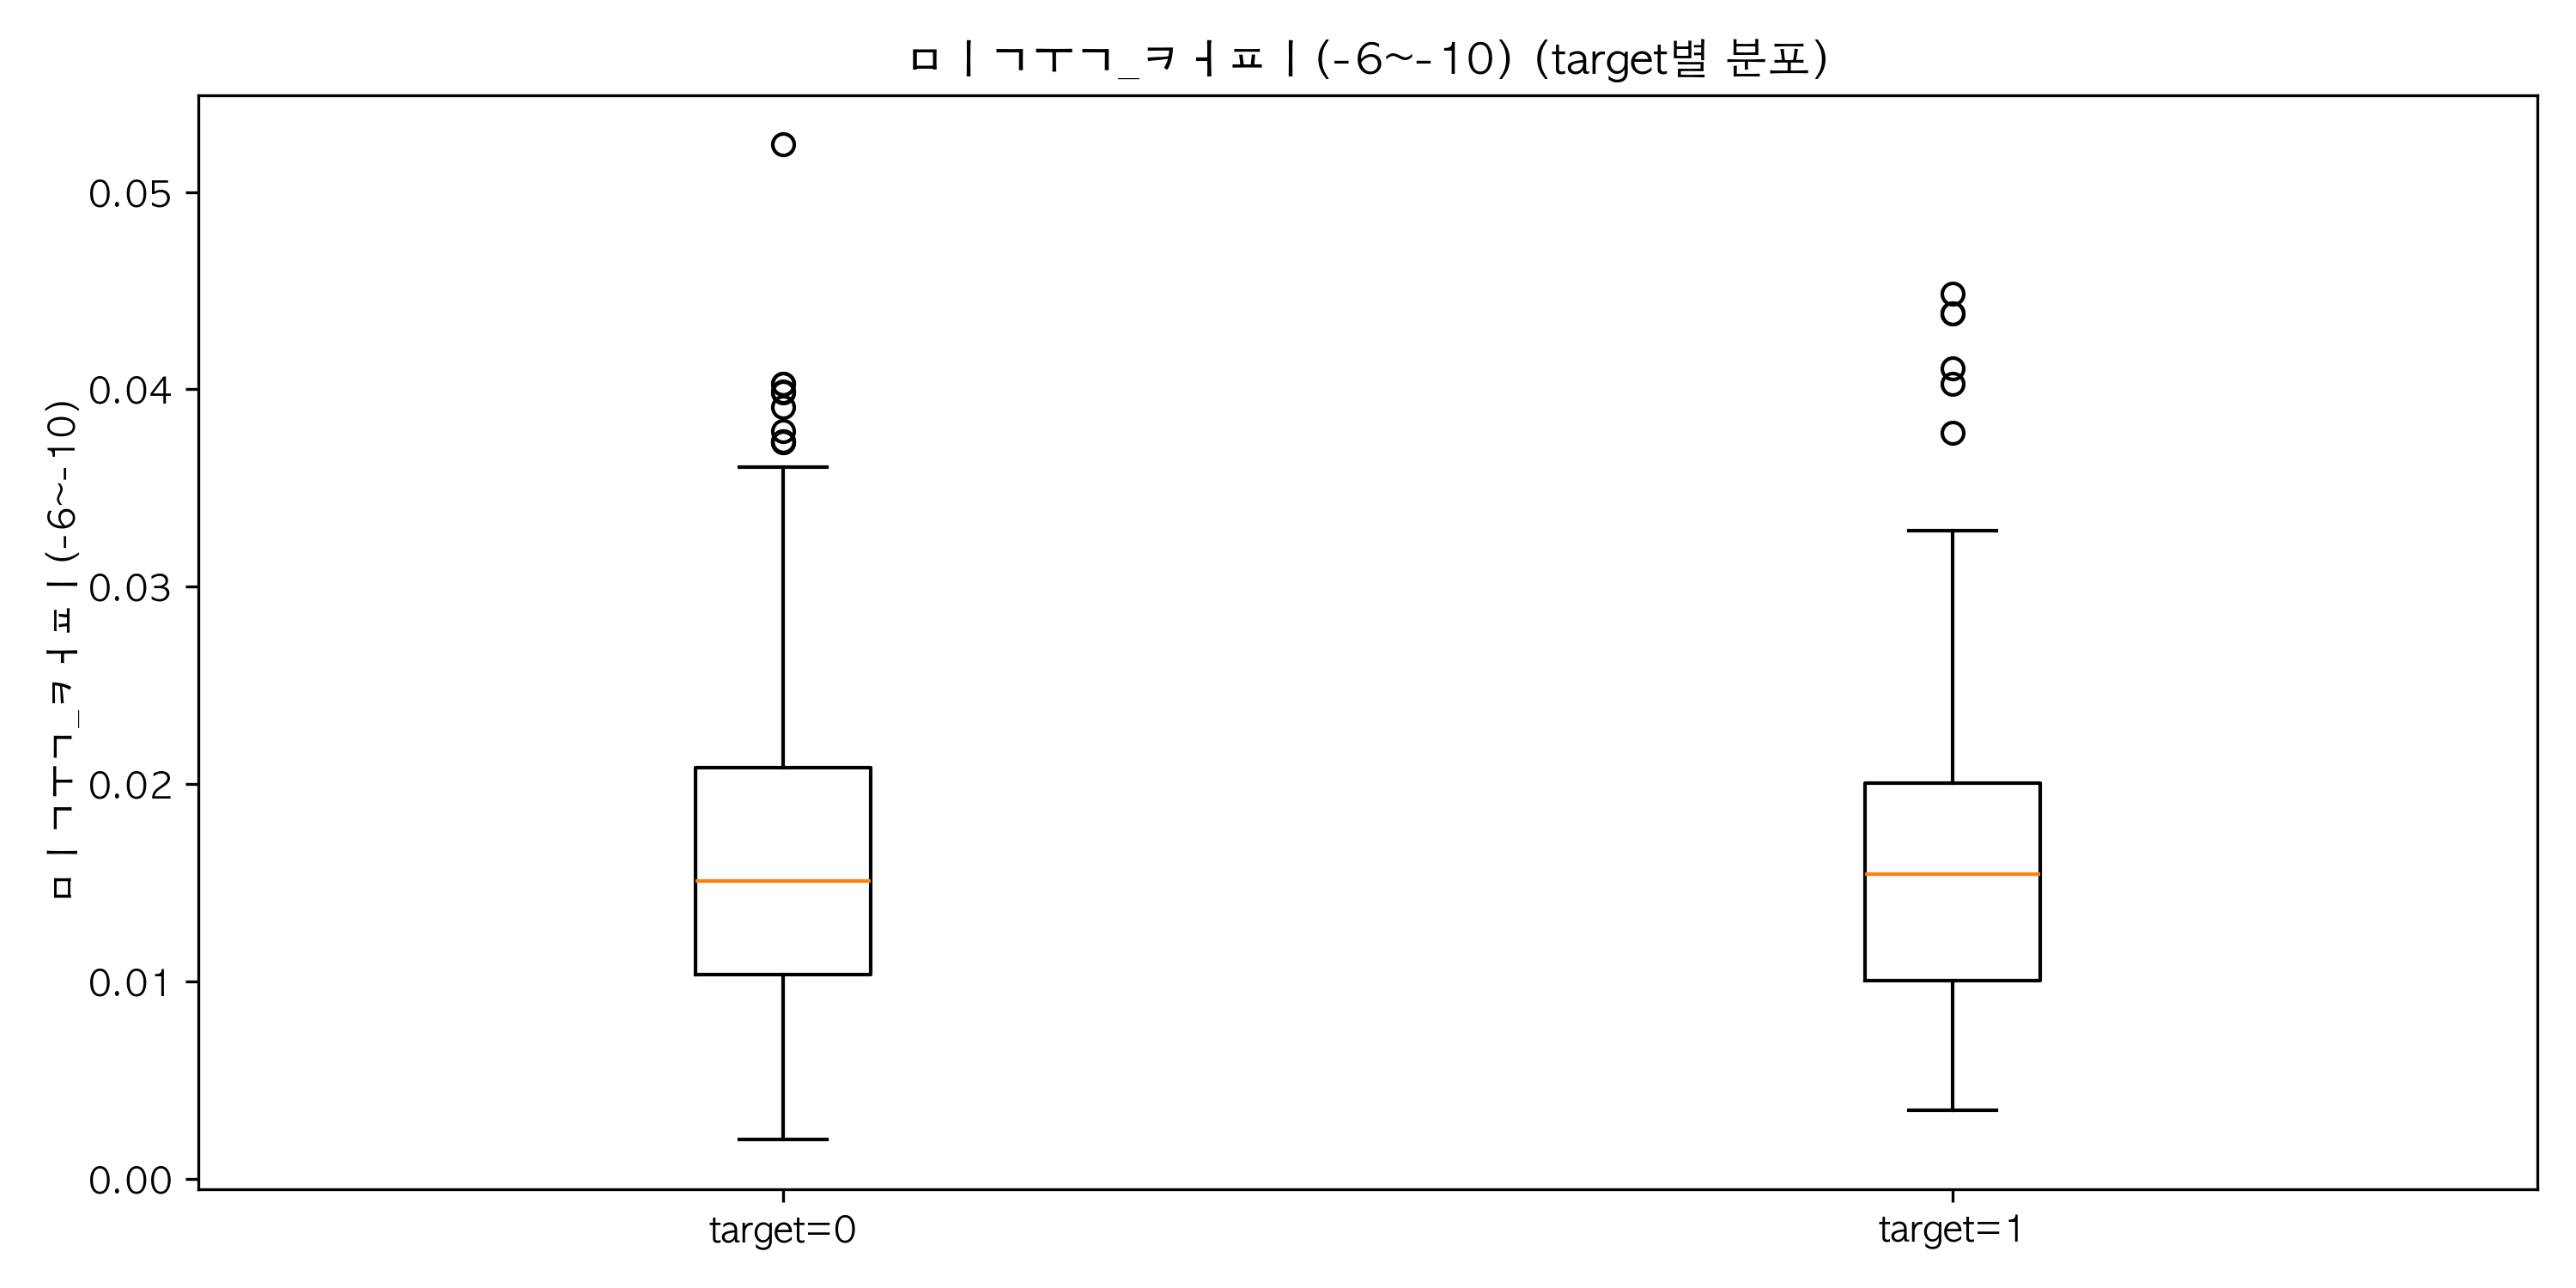 ㅁㅣㄱㅜㄱ_ㅋㅓㅍㅣ(-6~-10) (target별 분포)
ㅁㅣㄱㅜㄱ_ㅋㅓㅍㅣ(-6~-10)
0.05
0.04
0.03
0.02
0.01
0.00
target=0
target=1